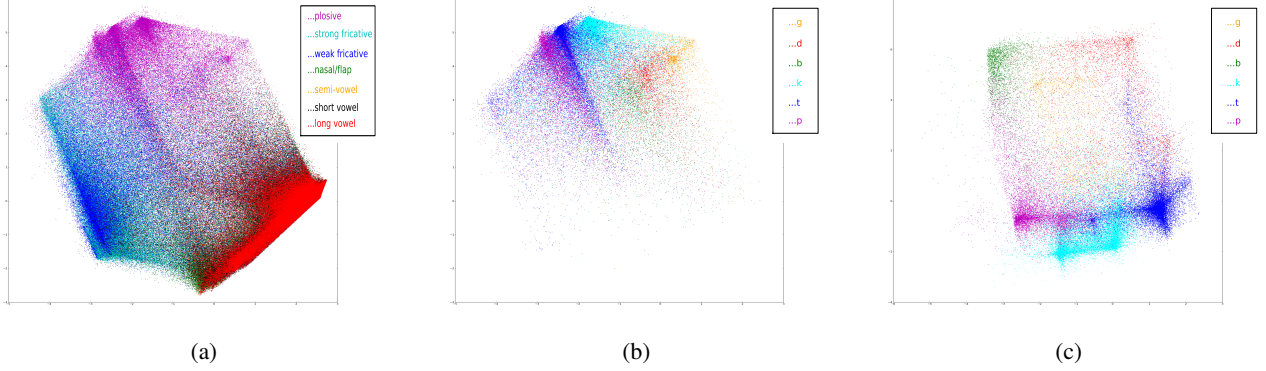 ...plosive
...strong fricative
...weak fricative
...nasal/flap
...semi-vowel
...short vowel
...long vowel
(a)
...g
...d
...b
...k
...t
...p
(b)
...g
...d
...b
...k
...t
...p
(c)